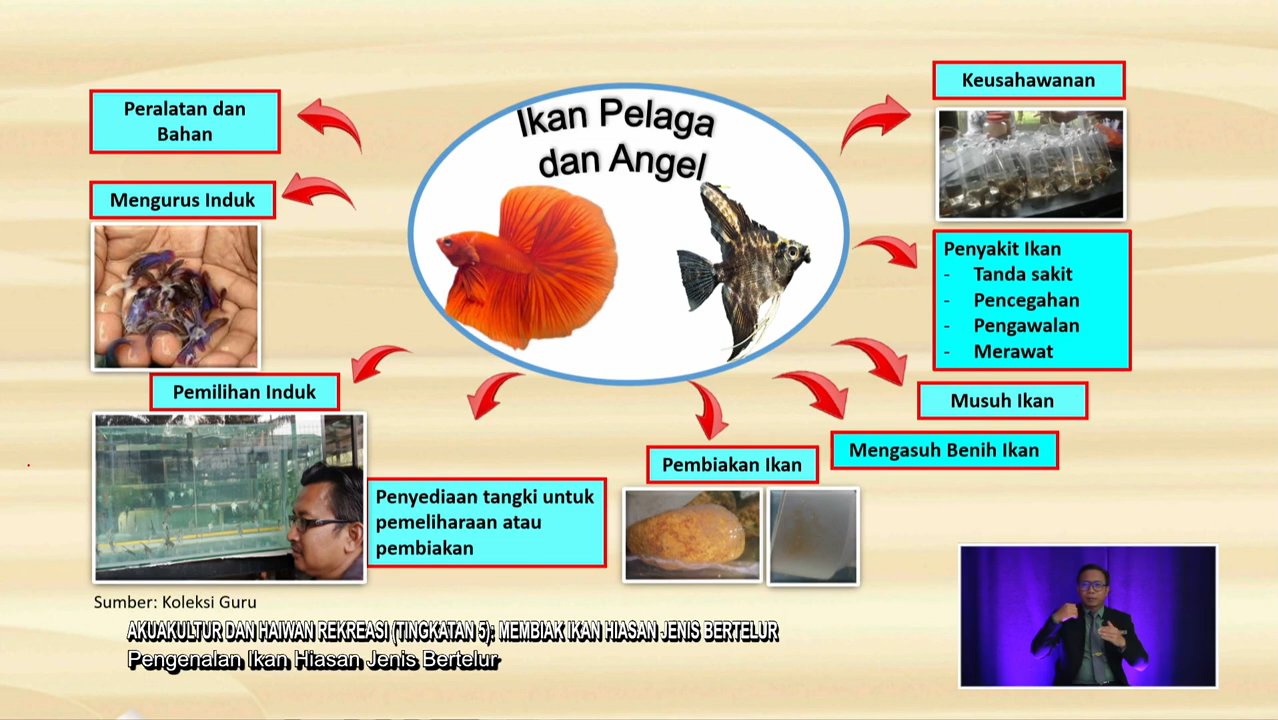 Ikan Pelaga
dan Angel
Peralatan dan
Bahan
Mengurus Induk
Pemilihan Induk
Penyediaan tangki untuk
pemeliharaan atau
pembiakan
Pembiakan Ikan
Mengasuh Benih Ikan
Musuh Ikan
Penyakit Ikan
- Tanda sakit
- Pencegahan
- Pengawalan
- Merawat
Keusahawanan
Sumber: Koleksi Guru
AKUAKULTUR DAN HAIWAN REKREASI (TINGKATAN 5): MEMBIAK IKAN HIASAN JENIS BERTELUR
Pengenalan Ikan Hiasan Jenis Bertelur